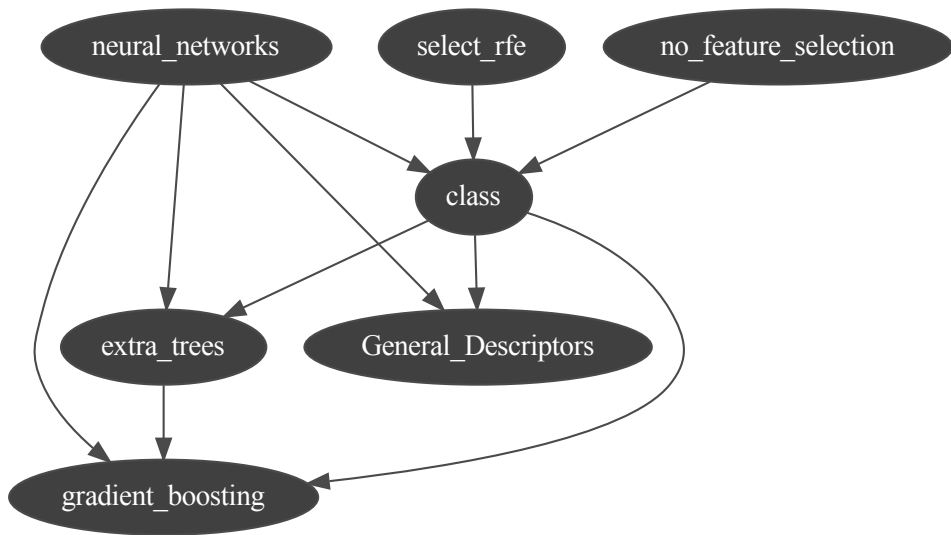 neural_networks
select_rfe
no_feature_selection
class
extra_trees
General_Descriptors
gradient_boosting